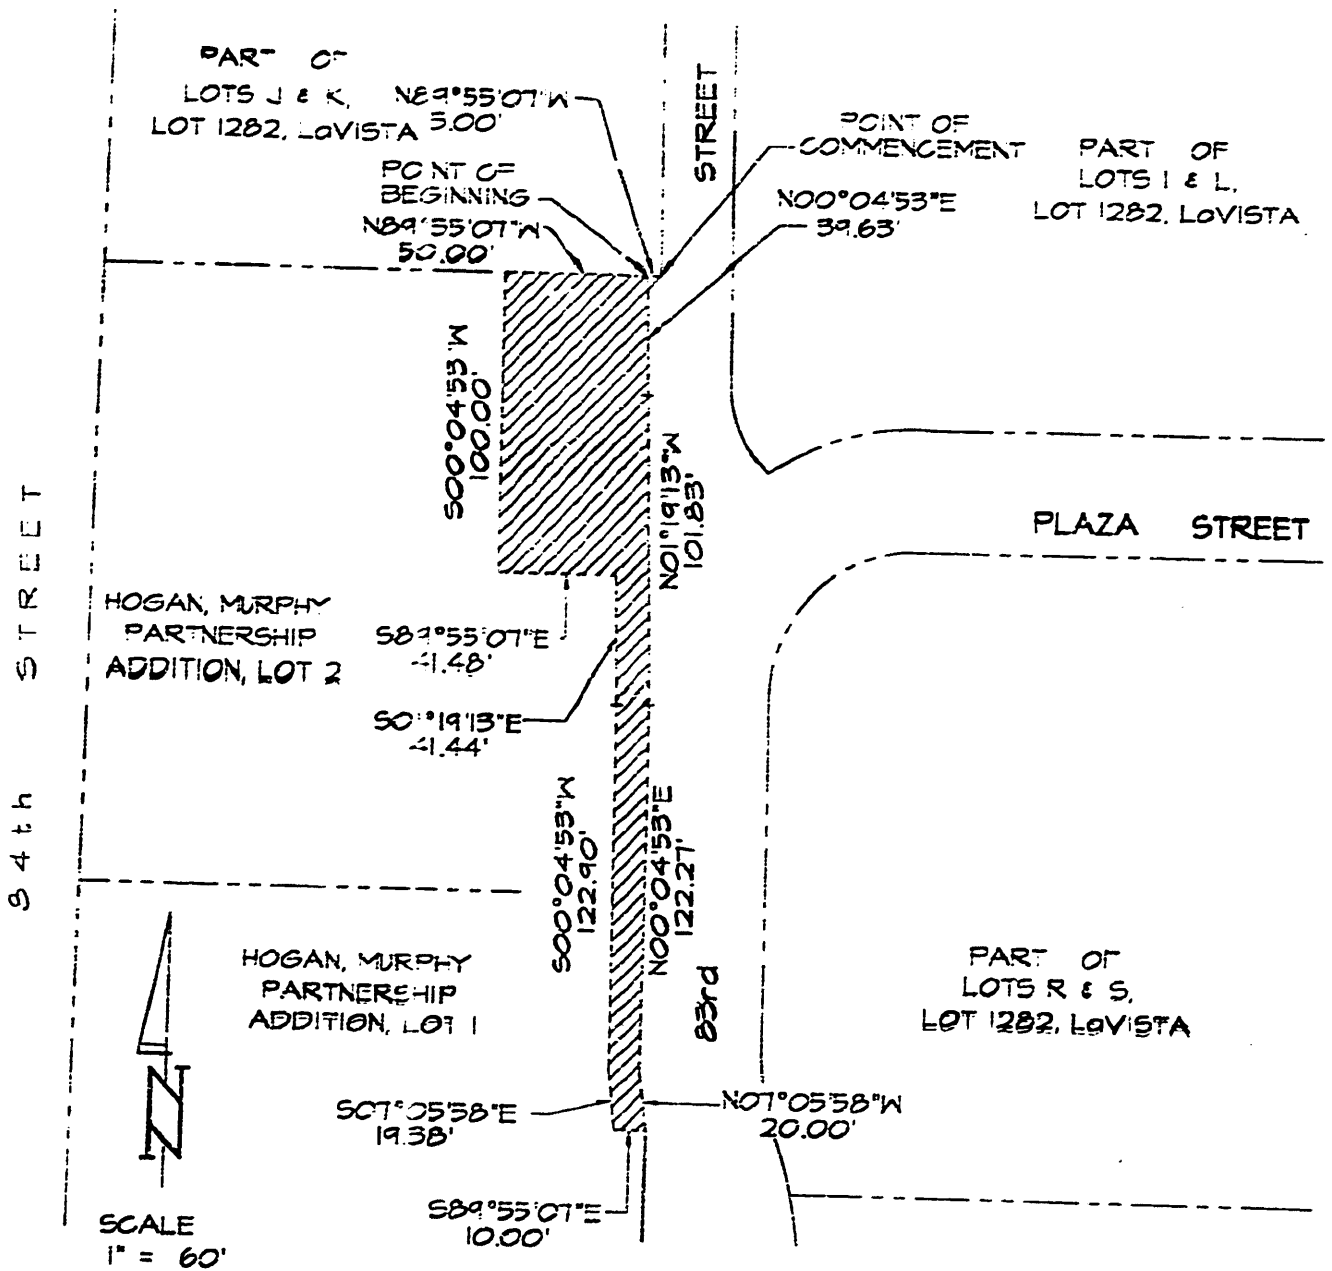 PART OF
LOTS J & K,
LOT 1282, LaVISTA
N89°55'07"W
5.00'
POINT OF
BEGINNING
N89°55'07"W
50.00'
STREET
POINT OF
COMMENCEMENT
N00°04'53"E
39.63'
PART OF
LOTS I & L,
LOT 1282, LaVISTA
S00°04'53"W
100.00'
N01°19'13"W
101.83'
PLAZA STREET
84th STREET
HOGAN, MURPHY
PARTNERSHIP
ADDITION, LOT 2
S89°55'07"E
41.48'
S01°19'13"E
41.44'
S00°04'53"W
122.90'
N00°04'53"E
122.27'
83rd
HOGAN, MURPHY
PARTNERSHIP
ADDITION, LOT 1
PART OF
LOTS R & S,
LOT 1282, LaVISTA
N
S07°05'58"E
19.38'
N07°05'58"W
20.00'
S89°55'07"E
10.00'
SCALE
1" = 60'